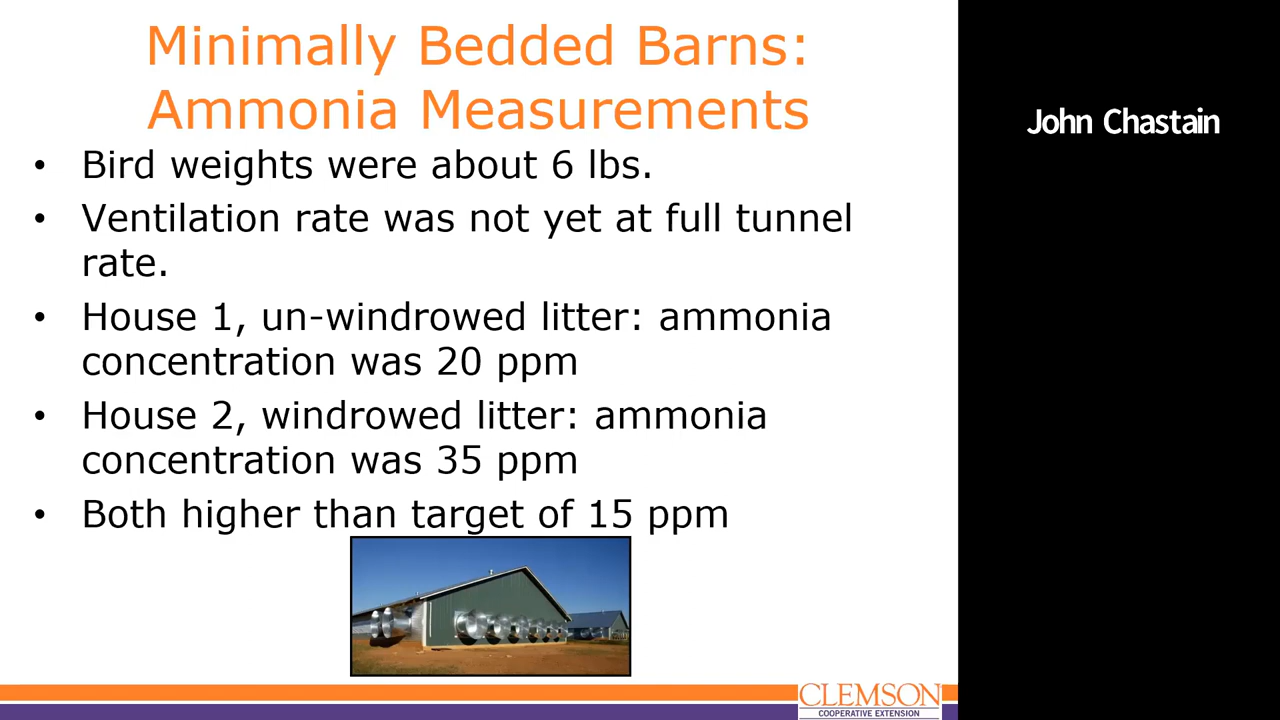 Minimally Bedded Barns:
Ammonia Measurements
• Bird weights were about 6 lbs.
• Ventilation rate was not yet at full tunnel
rate.
• House 1, un-windrowed litter: ammonia
concentration was 20 ppm
• House 2, windrowed litter: ammonia
concentration was 35 ppm
• Both higher than target of 15 ppm
CLEMSON
COOPERATIVE EXTENSION
John Chastain